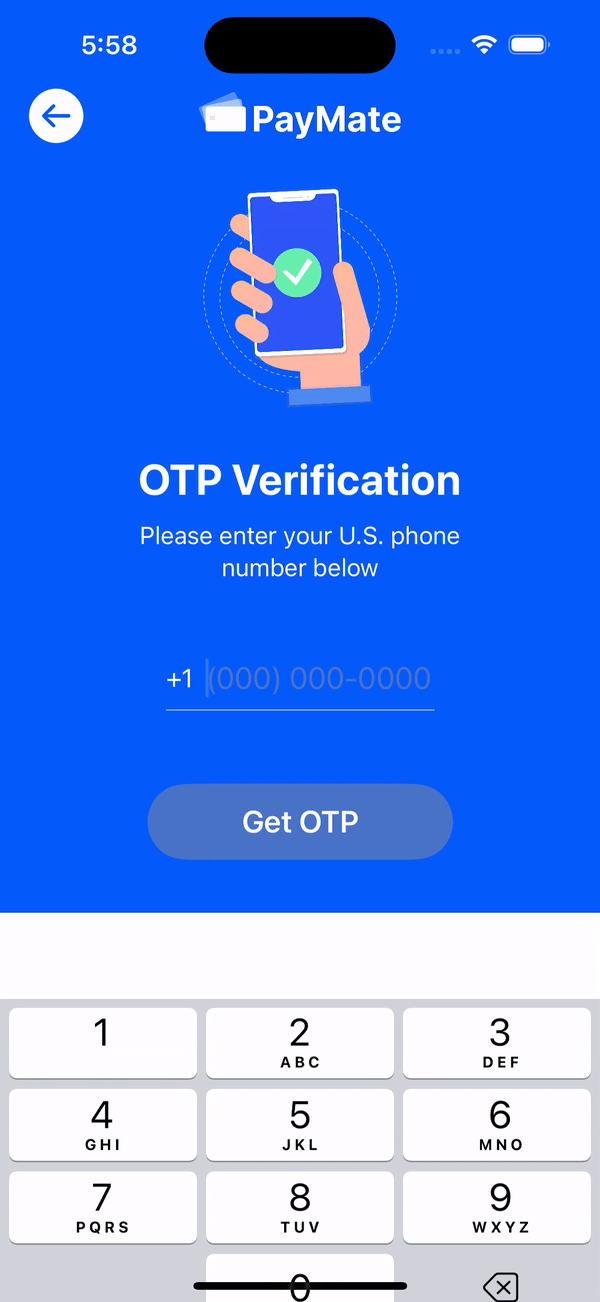 5:58
PayMate
OTP Verification
Please enter your U.S. phone
number below
+1 (000) 000-0000
Get OTP
1 2 3
ABC DEF
4 5 6
GHI JKL MNO
7 8 9
PQRS TUV WXYZ
0